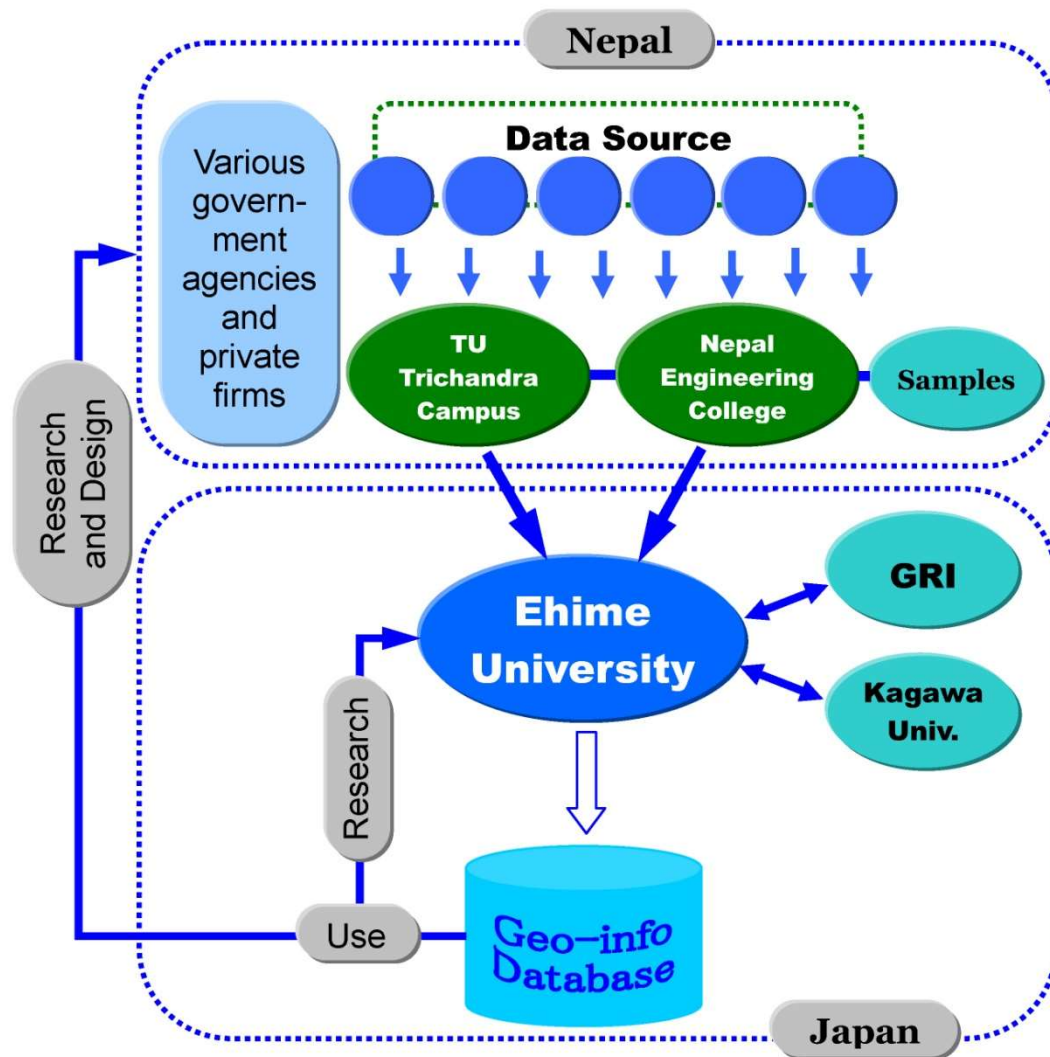 Nepal
Data Source
Various
govern-
ment
agencies
and
private
firms
TU
Trichandra
Campus
Nepal
Engineering
College
Samples
Research
and Design
Ehime
University
GRI
Kagawa
Univ.
Research
Use
Geo-info
Database
Japan